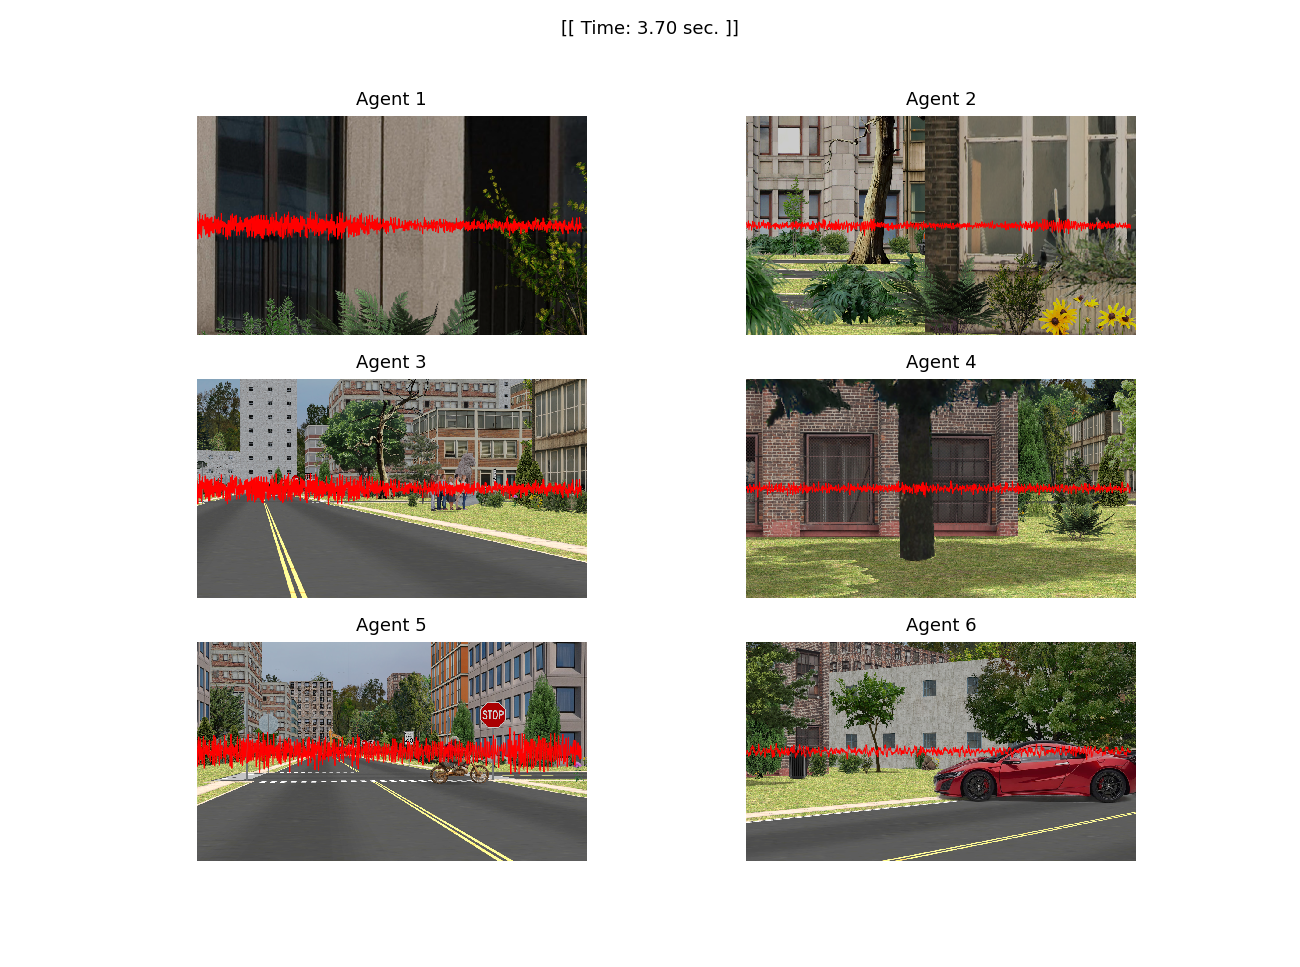 [[ Time: 3.70 sec. ]]
Agent 1
Agent 2
Agent 3
Agent 4
Agent 5
Agent 6
STOP